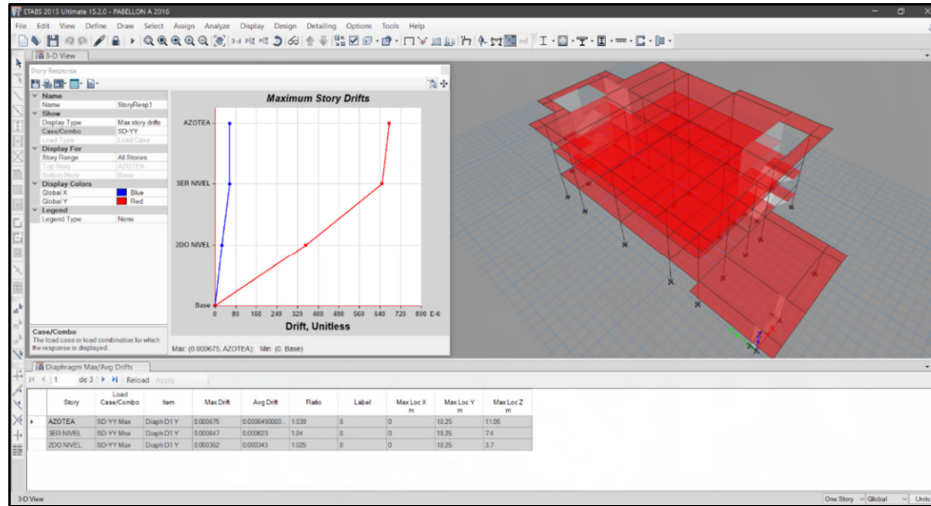 ETABS 2015 Ultimate 15.2.0 - PABELLON A 2016
File Edit View Define Draw Select Assign Analyze Display Design Detailing Options Tools Help
3-D View
Story Response
Name
Name StoryResp1
Show
Display Type Max story drifts
Case/Combo SD-YY
Load Type Load Case
Display For
Story Range All Stories
Top Story AZOTEA
Bottom Story Base
Display Colors
Global X Blue
Global Y Red
Legend
Legend Type None
Case/Combo
The load case or load combination for which
the response is displayed.
Maximum Story Drifts
AZOTEA
3ER NIVEL
2DO NIVEL
Base
0 80 160 240 320 400 480 560 640 720 800 E-6
Drift, Unitless
Max: (0.000675, AZOTEA); Min: (0, Base)
Diaphragm Max/Avg Drifts
1 de 3 Reload Apply
Story Load Case/Combo Item Max Drift Avg Drift Ratio Label Max Loc X m Max Loc Y m Max Loc Z m
AZOTEA SD-YY Max Diaph D1 Y 0.000675 1.039 8 0 18.25 11.05
3ER NIVEL SD-YY Max Diaph D1 Y 0.000647 0.000623 1.04 8 0 18.25 7.4
2DO NIVEL SD-YY Max Diaph D1 Y 0.000352 0.000343 1.025 8 0 18.25 3.7
3-D View One Story Global Units